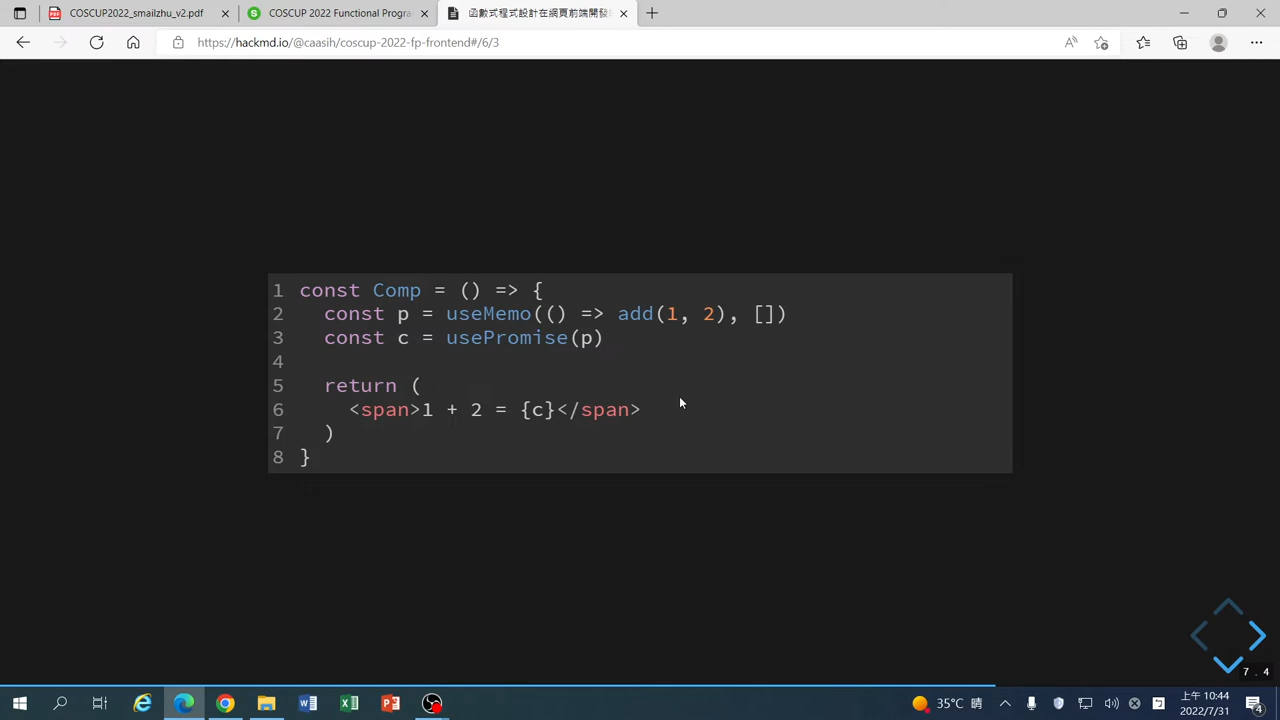 COSCUP2022_smailzhu_v2.pdf
COSCUP 2022 Functional Progra
函數式程式設計在網頁前端開發
https://hackmd.io/@caasih/coscup-2022-fp-frontend#/6/3
1 const Comp = () => {
2 const p = useMemo(() => add(1, 2), [])
3 const c = usePromise(p)
4
5 return (
6 <span>1 + 2 = {c}</span>
7 )
8 }
7 . 4
35°C 晴
上午 10:44
2022/7/31
4